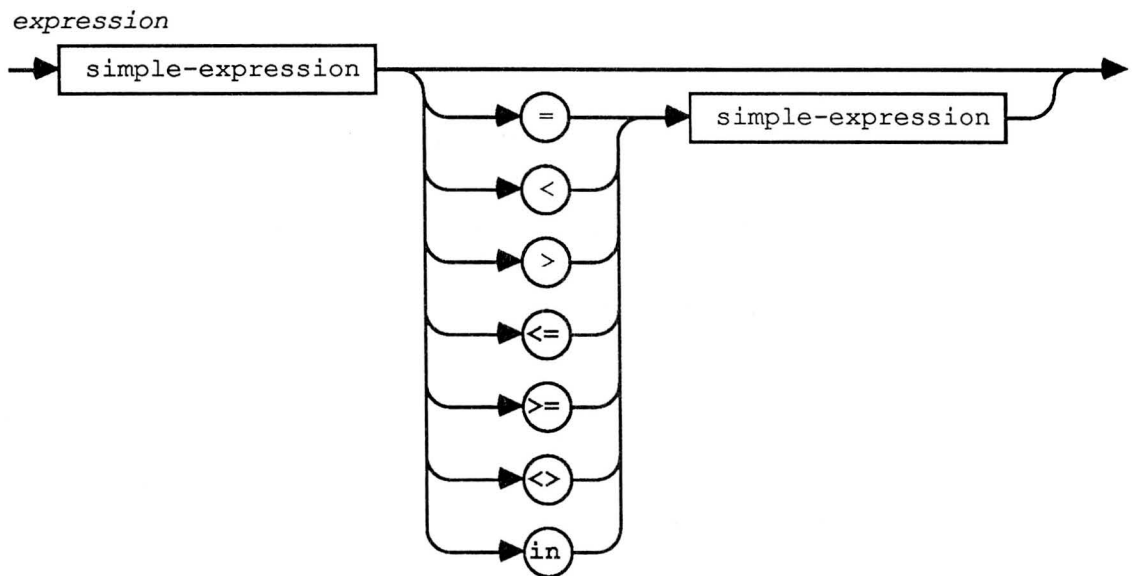 expression
simple-expression
= simple-expression
<
>
<=
>=
<>
in